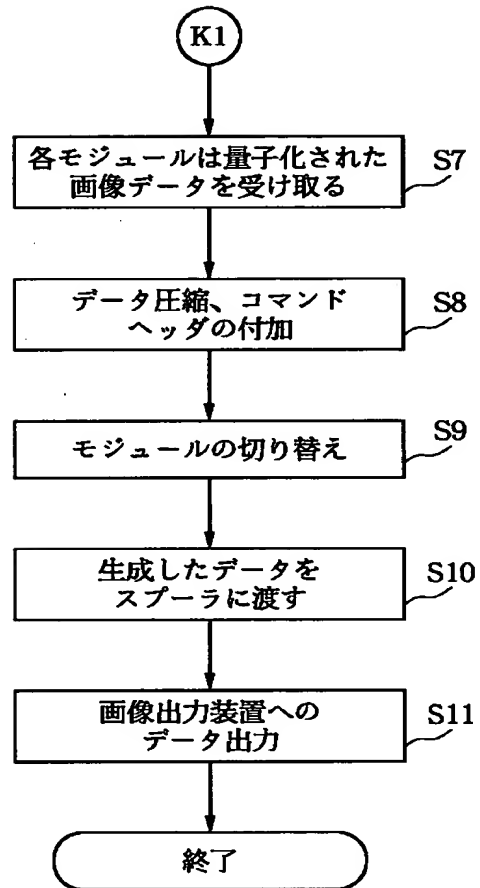 K1
各モジュールは量子化された
画像データを受け取る
S7
データ圧縮、コマンド
ヘッダの付加
S8
モジュールの切り替え
S9
生成したデータを
スプーラに渡す
S10
画像出力装置への
データ出力
S11
終了